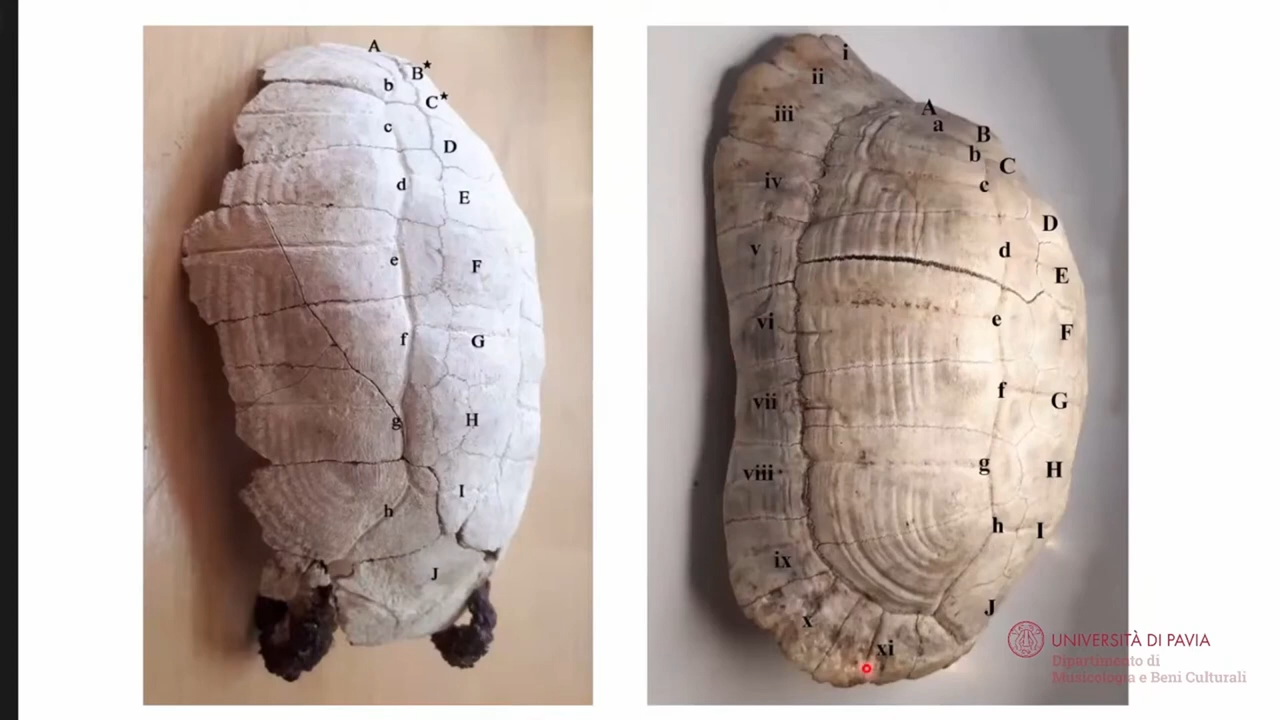 A
B★
b
C★
c
D
d
E
e
F
f
G
g
H
I
h
J
i
ii
iii
A
a
B
b
C
c
iv
D
v
d
E
vi
e
F
f
vii
G
viii
g
H
h
I
ix
x
J
xi
UNIVERSITÀ DI PAVIA
Dipartimento di
Musicologia e Beni Culturali